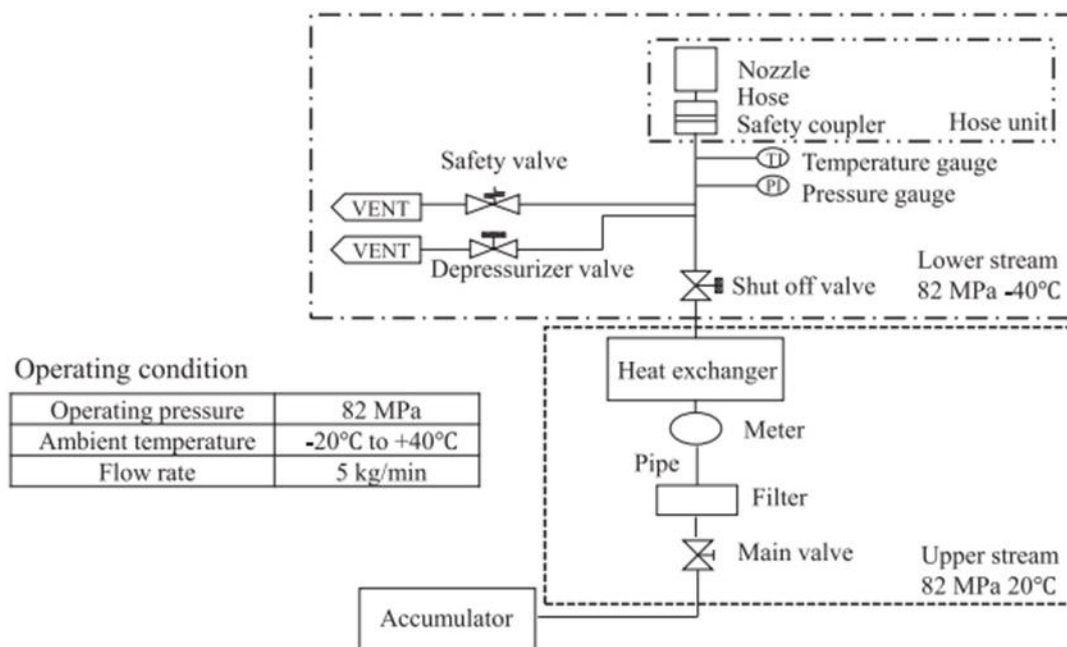 Nozzle
Hose
Safety coupler
Hose unit
TI
Temperature gauge
PI
Pressure gauge
Safety valve
VENT
VENT
Depressurizer valve
Shut off valve
Lower stream
82 MPa -40℃
Operating condition
Operating pressure 82 MPa
Ambient temperature -20℃ to +40℃
Flow rate 5 kg/min
Heat exchanger
Meter
Pipe
Filter
Main valve
Upper stream
82 MPa 20℃
Accumulator